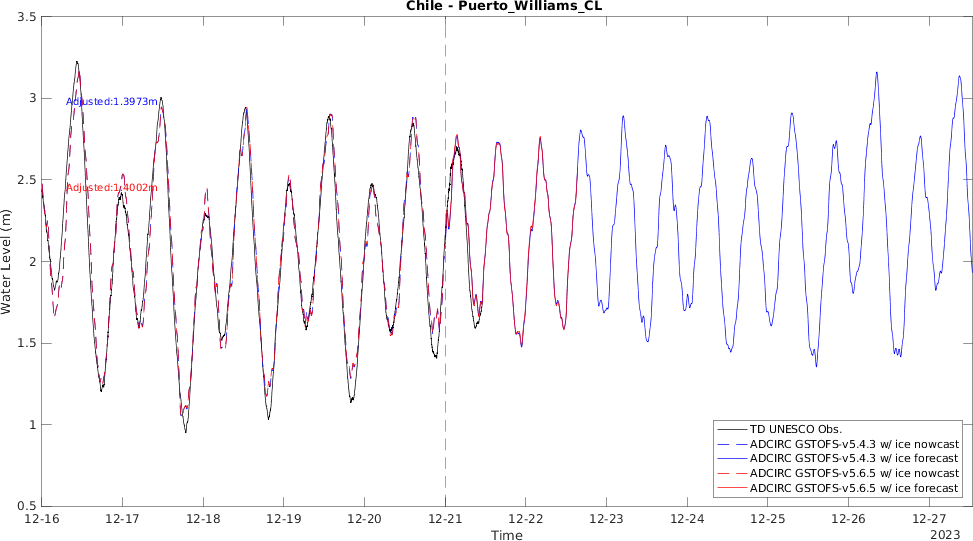 Chile - Puerto_Williams_CL
3.5
3
2.5
2
1.5
1
0.5
Water Level (m)
Adjusted:1.3973m
Adjusted:1.4002m
TD UNESCO Obs.
ADCIRC GSTOFS-v5.4.3 w/ ice nowcast
ADCIRC GSTOFS-v5.4.3 w/ ice forecast
ADCIRC GSTOFS-v5.6.5 w/ ice nowcast
ADCIRC GSTOFS-v5.6.5 w/ ice forecast
12-16 12-17 12-18 12-19 12-20 12-21 12-22 12-23 12-24 12-25 12-26 12-27
Time
2023